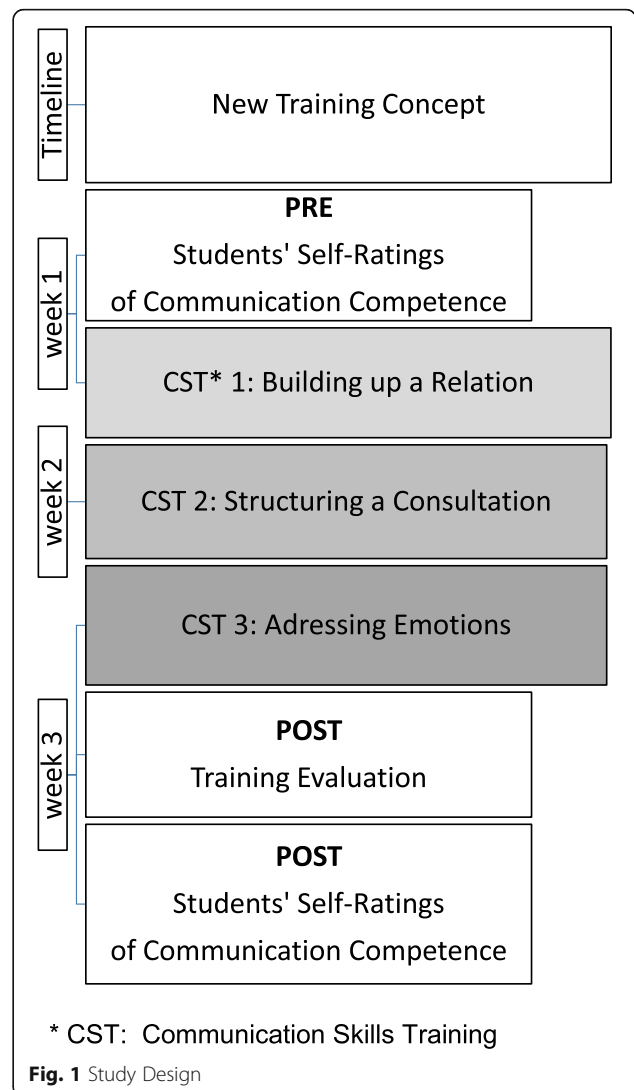 Timeline
New Training Concept
week 1
PRE
Students' Self-Ratings
of Communication Competence
CST* 1: Building up a Relation
week 2
CST 2: Structuring a Consultation
week 3
CST 3: Adressing Emotions
POST
Training Evaluation
POST
Students' Self-Ratings
of Communication Competence
* CST: Communication Skills Training
Fig. 1 Study Design